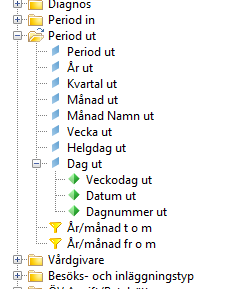 Diagnos
Period in
Period ut
Period ut
År ut
Kvartal ut
Månad ut
Månad Namn ut
Vecka ut
Helgdag ut
Dag ut
Veckodag ut
Datum ut
Dagnummer ut
År/månad t o m
År/månad fr o m
Vårdgivare
Besöks- och inläggningstyp